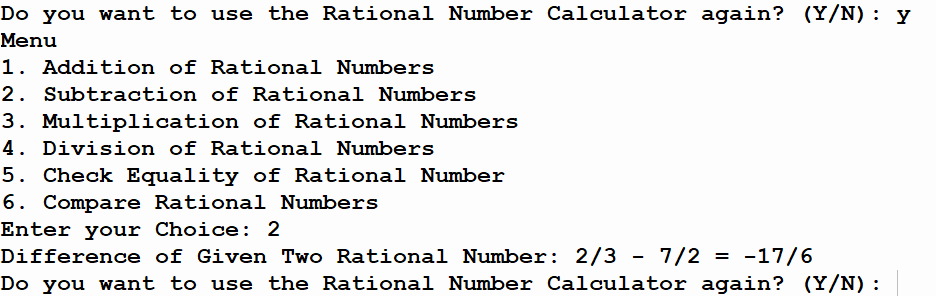 Do you want to use the Rational Number Calculator again? (Y/N): y
Menu
1. Addition of Rational Numbers
2. Subtraction of Rational Numbers
3. Multiplication of Rational Numbers
4. Division of Rational Numbers
5. Check Equality of Rational Number
6. Compare Rational Numbers
Enter your Choice: 2
Difference of Given Two Rational Number: 2/3 - 7/2 = -17/6
Do you want to use the Rational Number Calculator again? (Y/N):